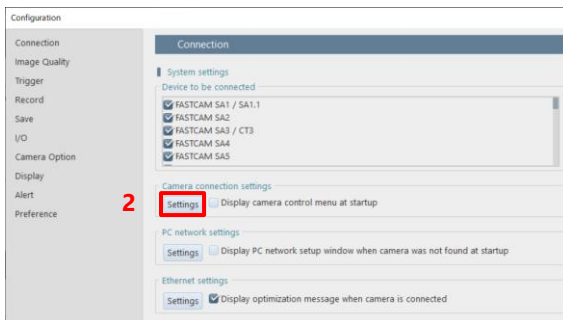 Configuration
Connection
Image Quality
Trigger
Record
Save
I/O
Camera Option
Display
Alert
Preference
Connection
System settings
Device to be connected
FASTCAM SA1 / SA1.1
FASTCAM SA2
FASTCAM SA3 / CT3
FASTCAM SA4
FASTCAM SA5
Camera connection settings
2
Settings Display camera control menu at startup
PC network settings
Settings Display PC network setup window when camera was not found at startup
Ethernet settings
Settings Display optimization message when camera is connected